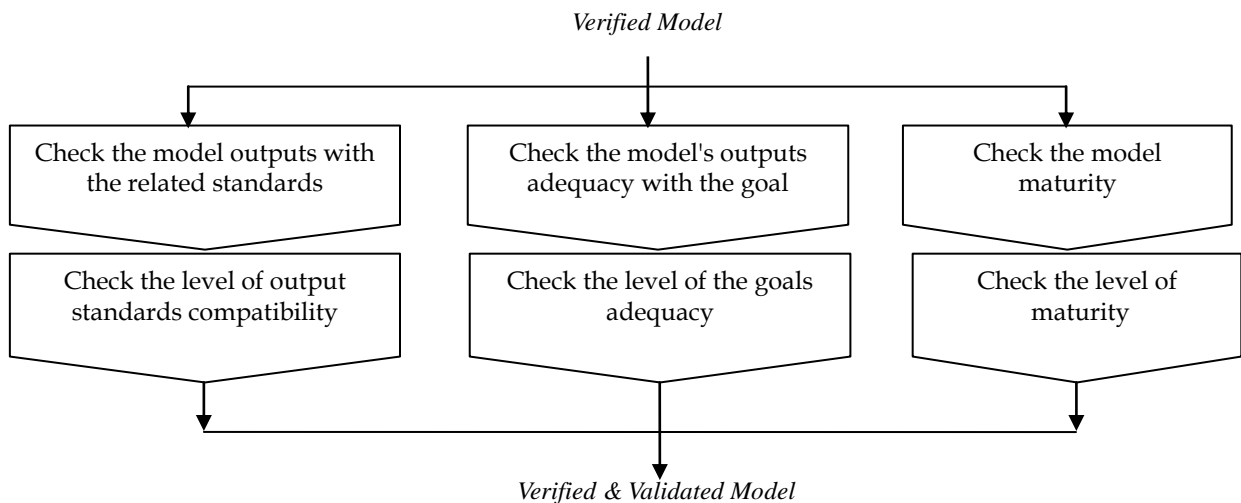 Verified Model
Check the model outputs with
the related standards
Check the model's outputs
adequacy with the goal
Check the model
maturity
Check the level of output
standards compatibility
Check the level of the goals
adequacy
Check the level of
maturity
Verified & Validated Model